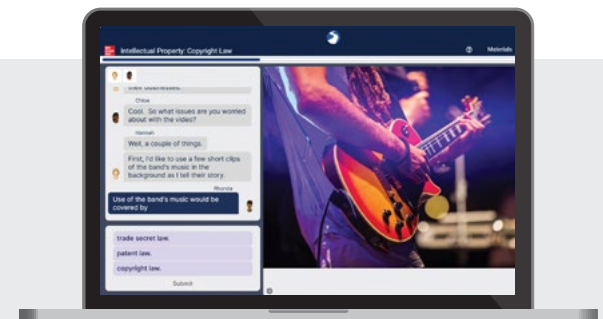 Intellectual Property: Copyright Law
Materials
their businesses.
Chloe
Cool. So what issues are you worried
about with the video?
Hannah
Well, a couple of things.
First, I'd like to use a few short clips
of the band's music in the
background as I tell their story.
Rhonda
Use of the band's music would be
covered by
trade secret law.
patent law.
copyright law.
Submit